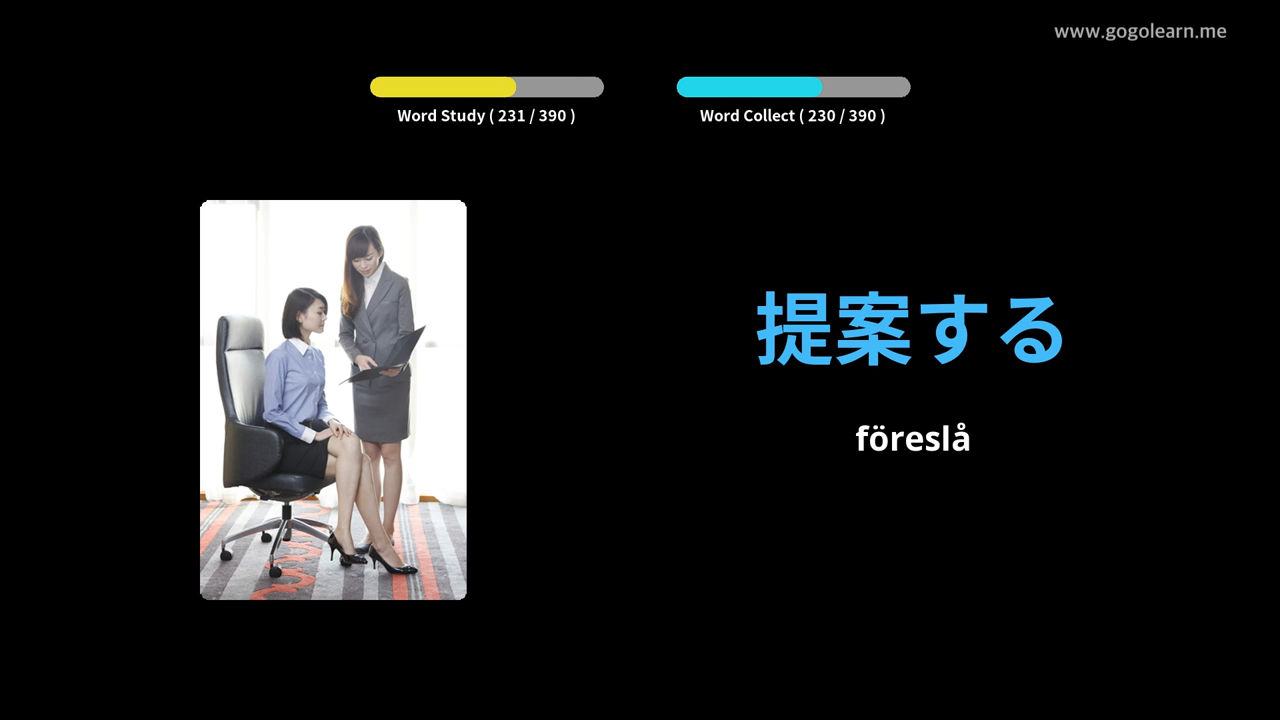 www.gogolearn.me
Word Study ( 231 / 390 )
Word Collect ( 230 / 390 )
提案する
föreslå